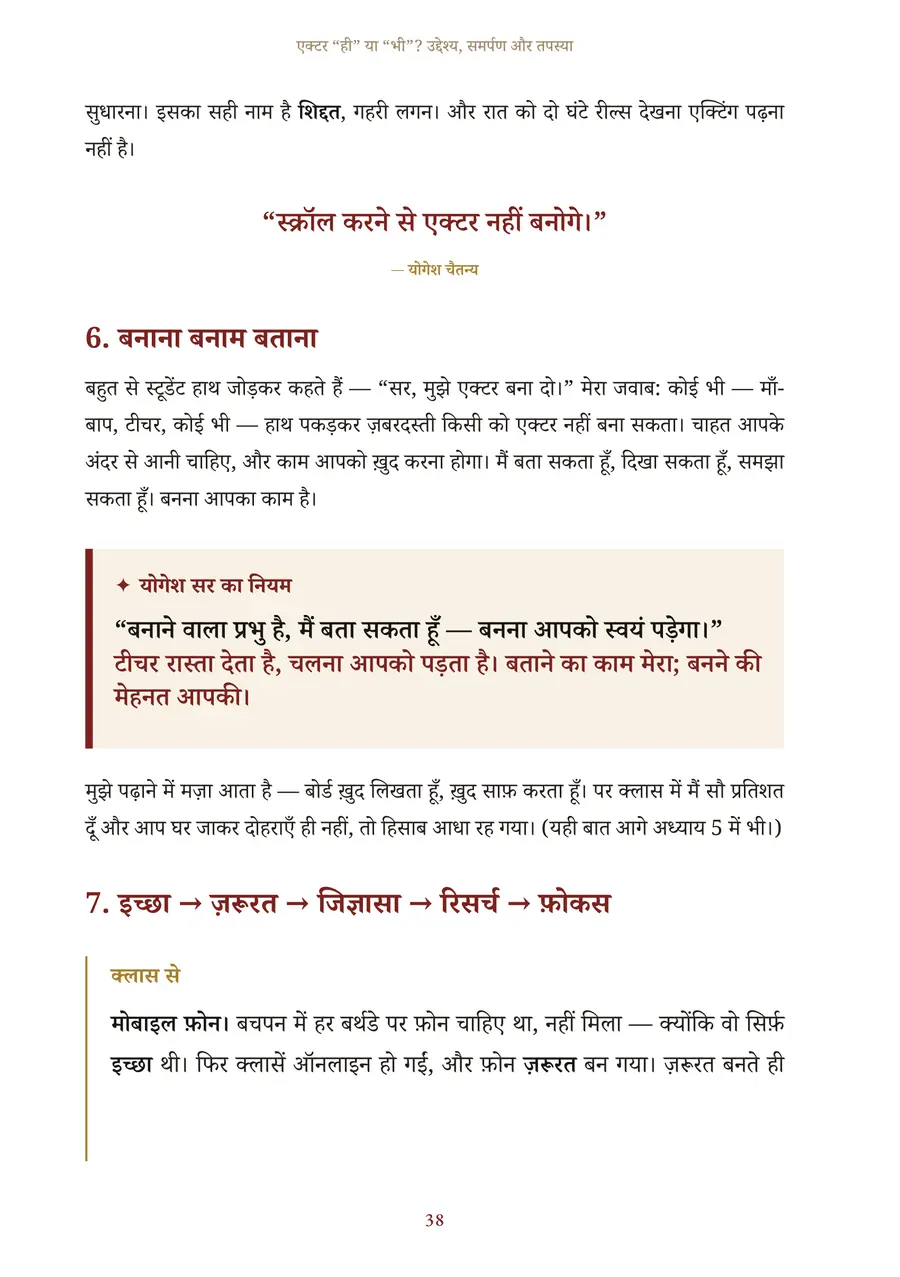 एक्टर “ही” या “भी”? उद्देश्य, समर्पण और तपस्या
सुधारना। इसका सही नाम है शिद्दत, गहरी लगन। और रात को दो घंटे रील्स देखना एक्टिंग पढ़ना
नहीं है।
“स्क्रॉल करने से एक्टर नहीं बनोगे।”
— योगेश चैतन्य
6. बनाना बनाम बताना
बहुत से स्टूडेंट हाथ जोड़कर कहते हैं — “सर, मुझे एक्टर बना दो।” मेरा जवाब: कोई भी — माँ-
बाप, टीचर, कोई भी — हाथ पकड़कर ज़बरदस्ती किसी को एक्टर नहीं बना सकता। चाहत आपके
अंदर से आनी चाहिए, और काम आपको ख़ुद करना होगा। मैं बता सकता हूँ, दिखा सकता हूँ, समझा
सकता हूँ। बनना आपका काम है।
✦ योगेश सर का नियम
“बनाने वाला प्रभु है, मैं बता सकता हूँ — बनना आपको स्वयं पड़ेगा।”
टीचर रास्ता देता है, चलना आपको पड़ता है। बताने का काम मेरा; बनने की
मेहनत आपकी।
मुझे पढ़ाने में मज़ा आता है — बोर्ड ख़ुद लिखता हूँ, ख़ुद साफ़ करता हूँ। पर क्लास में मैं सौ प्रतिशत
दूँ और आप घर जाकर दोहराएँ ही नहीं, तो हिसाब आधा रह गया। (यही बात आगे अध्याय 5 में भी।)
7. इच्छा → ज़रूरत → जिज्ञासा → रिसर्च → फ़ोकस
क्लास से
मोबाइल फ़ोन। बचपन में हर बर्थडे पर फ़ोन चाहिए था, नहीं मिला — क्योंकि वो सिर्फ़
इच्छा थी। फिर क्लासें ऑनलाइन हो गईं, और फ़ोन ज़रूरत बन गया। ज़रूरत बनते ही
38